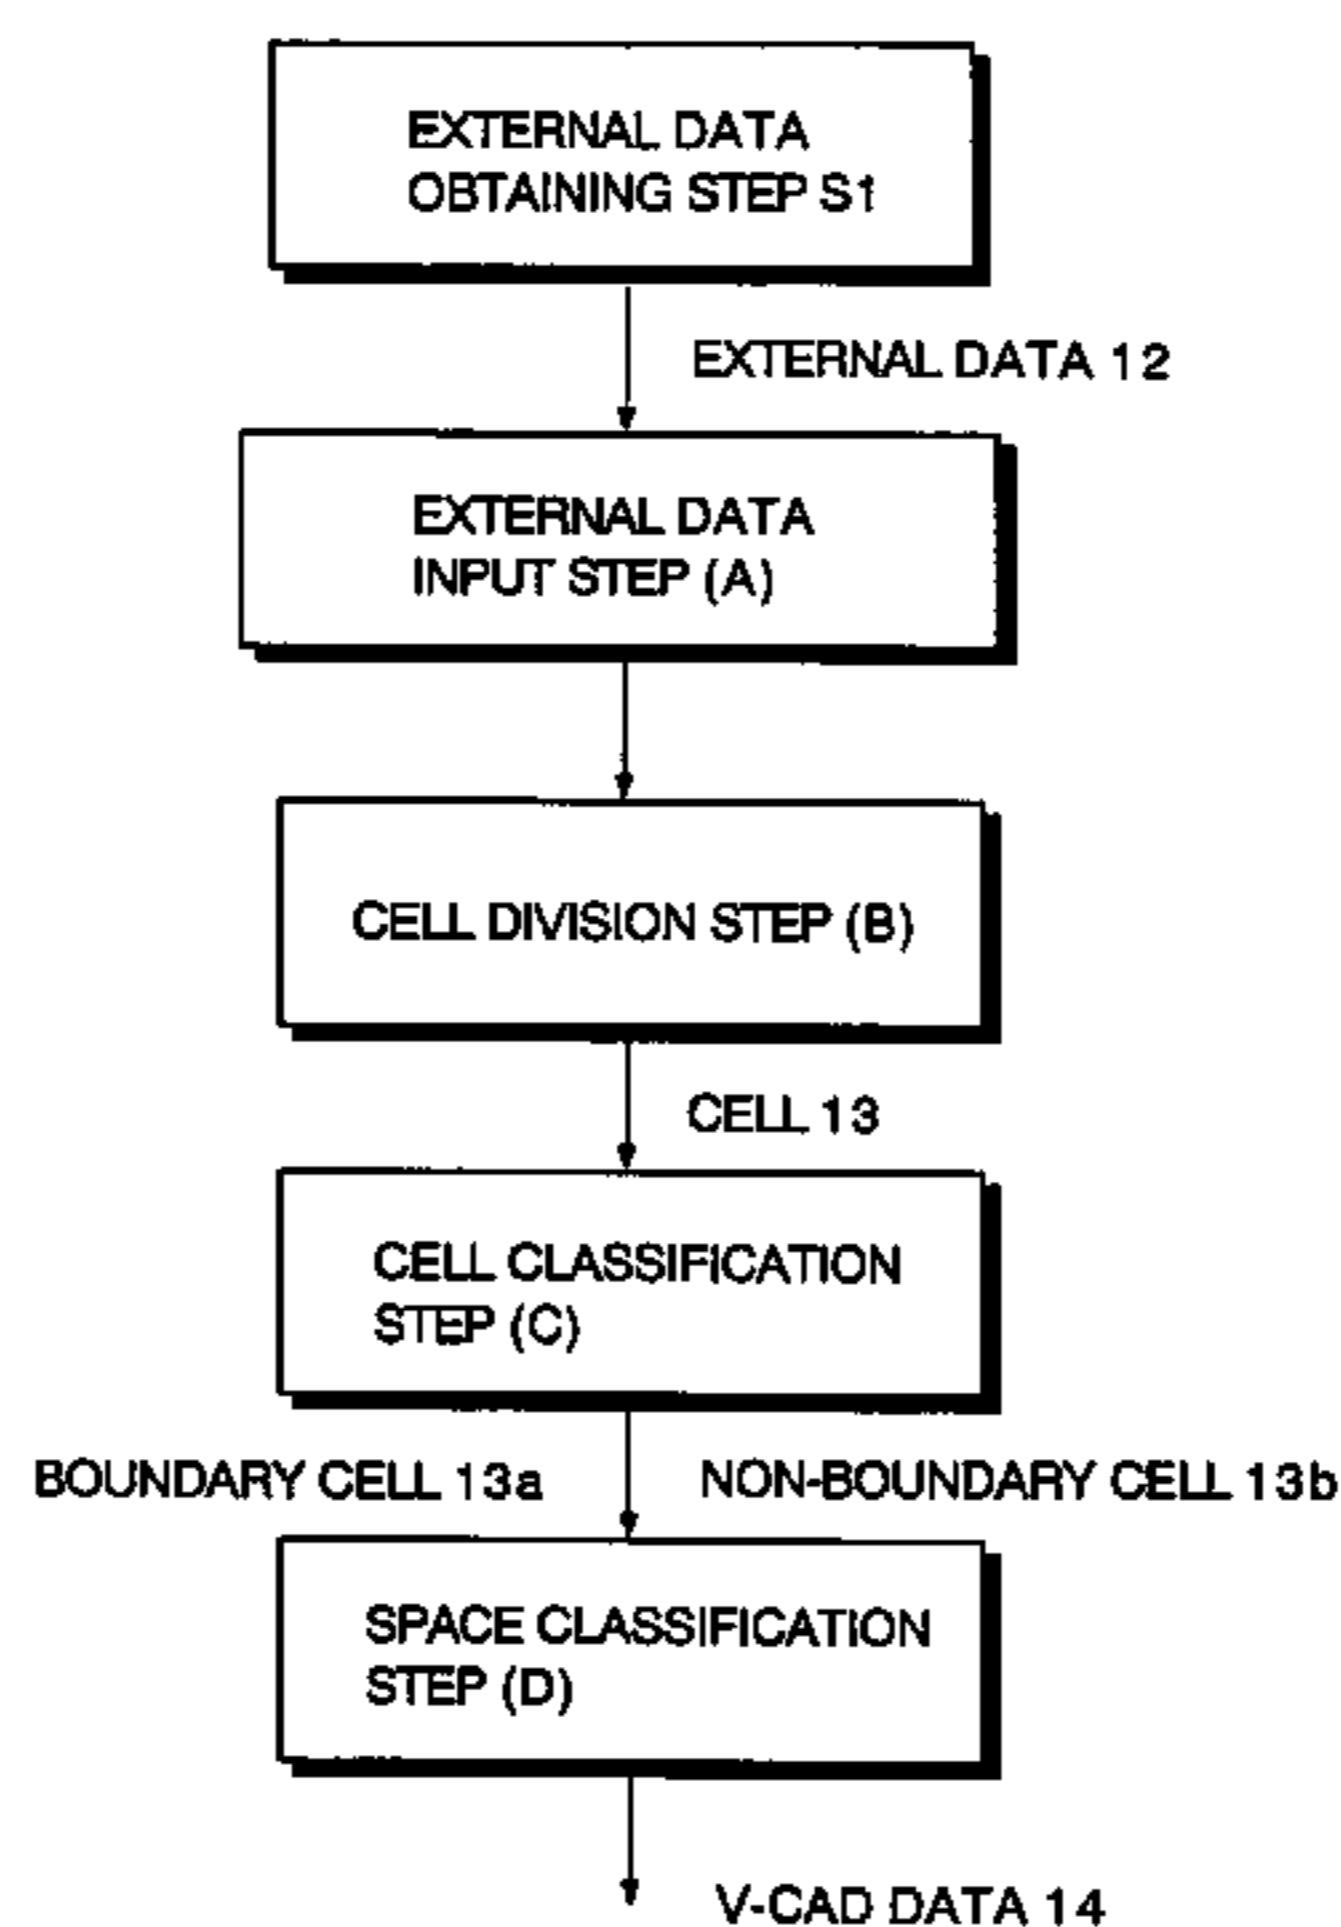 EXTERNAL DATA
OBTAINING STEP S1
EXTERNAL DATA 12
EXTERNAL DATA
INPUT STEP (A)
CELL DIVISION STEP (B)
CELL 13
CELL CLASSIFICATION
STEP (C)
BOUNDARY CELL 13a
NON-BOUNDARY CELL 13b
SPACE CLASSIFICATION
STEP (D)
V-CAD DATA 14